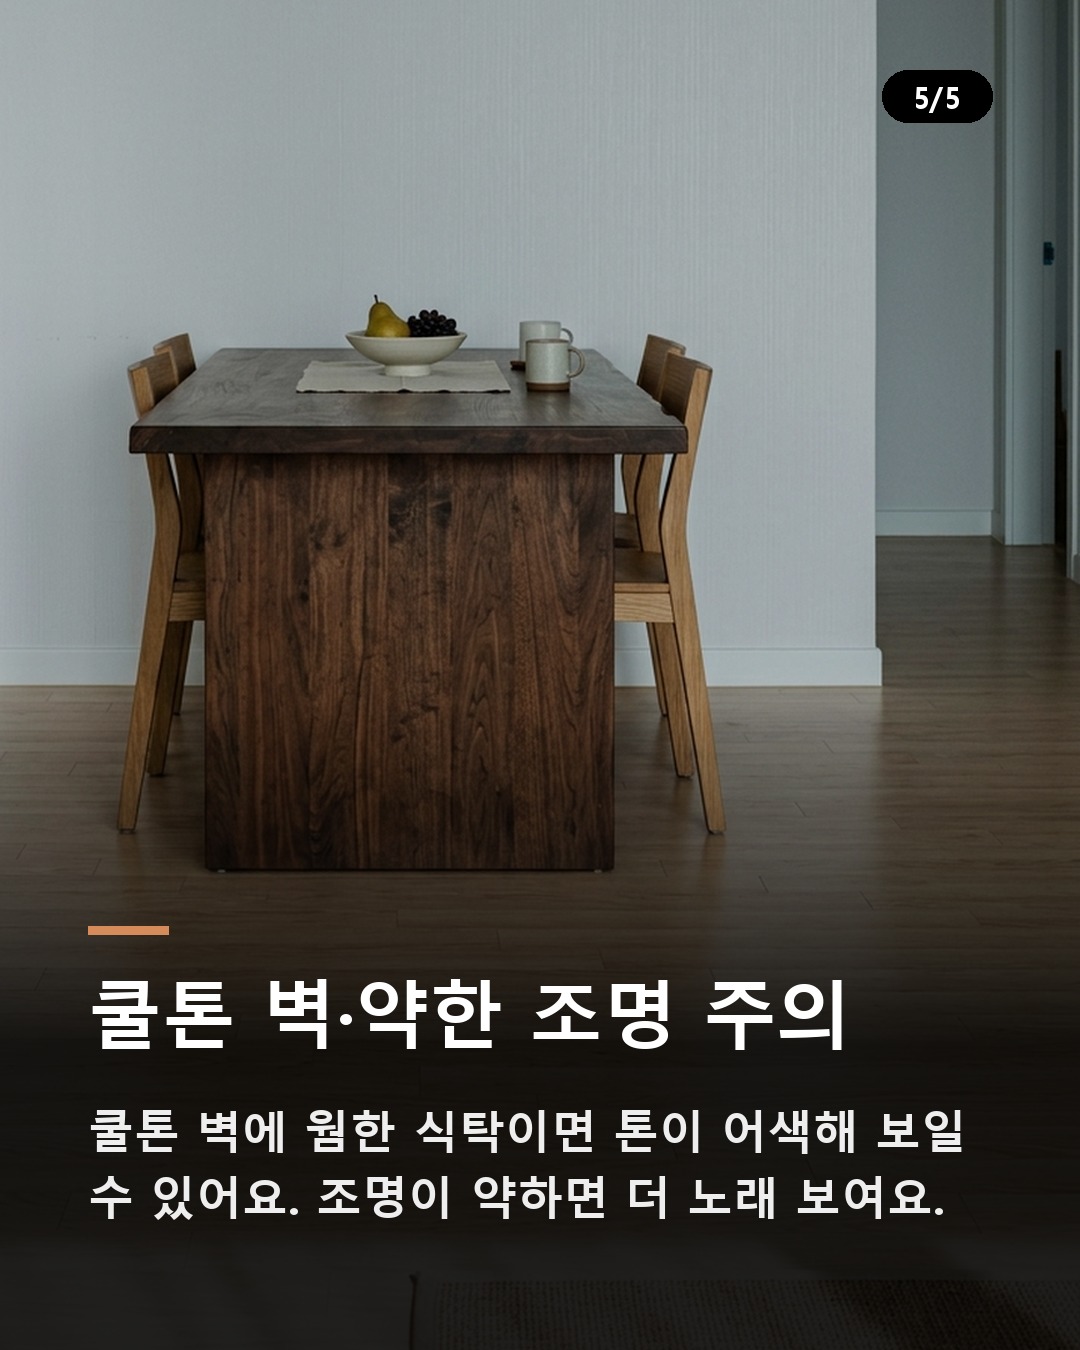 5/5
쿨톤 벽·약한 조명 주의
쿨톤 벽에 웜한 식탁이면 톤이 어색해 보일
수 있어요. 조명이 약하면 더 노래 보여요.